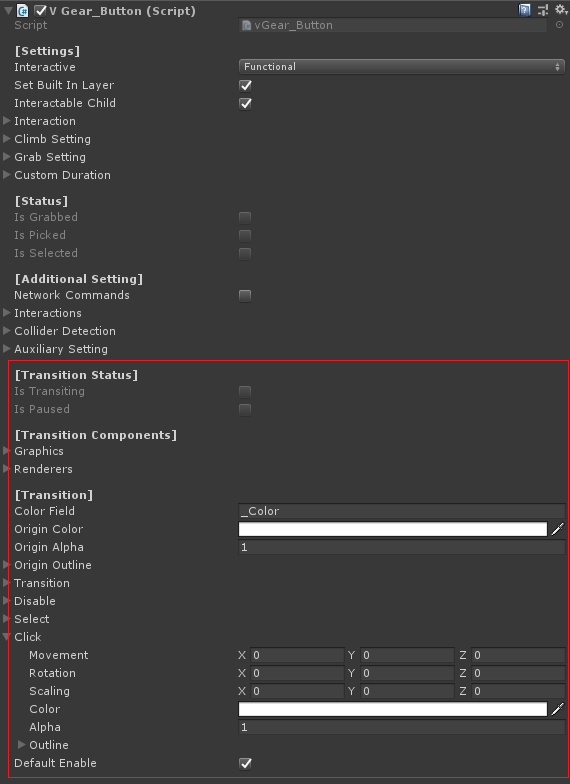 V Gear_Button (Script)
Script vGear_Button
[Settings]
Interactive Functional
Set Built In Layer
Interactable Child
Interaction
Climb Setting
Grab Setting
Custom Duration
[Status]
Is Grabbed
Is Picked
Is Selected
[Additional Setting]
Network Commands
Interactions
Collider Detection
Auxiliary Setting
[Transition Status]
Is Transiting
Is Paused
[Transition Components]
Graphics
Renderers
[Transition]
Color Field _Color
Origin Color
Origin Alpha 1
Origin Outline
Transition
Disable
Select
Click
Movement X 0 Y 0 Z 0
Rotation X 0 Y 0 Z 0
Scaling X 0 Y 0 Z 0
Color
Alpha 1
Outline
Default Enable